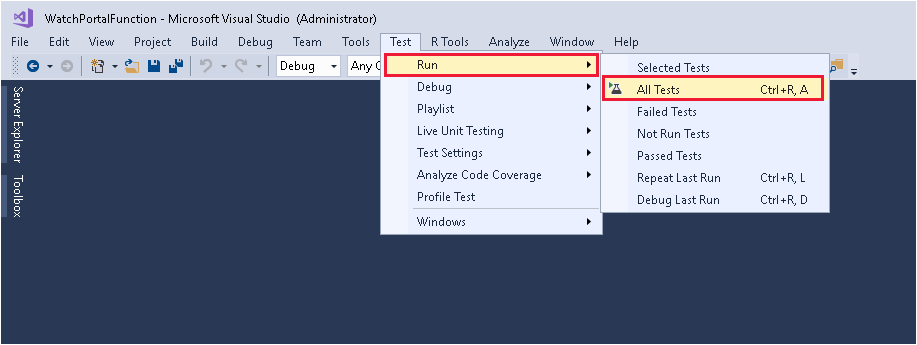 WatchPortalFunction - Microsoft Visual Studio (Administrator)
File Edit View Project Build Debug Team Tools Test R Tools Analyze Window Help
Debug Any C
Run
Debug
Playlist
Live Unit Testing
Test Settings
Analyze Code Coverage
Profile Test
Windows
Selected Tests
All Tests Ctrl+R, A
Failed Tests
Not Run Tests
Passed Tests
Repeat Last Run Ctrl+R, L
Debug Last Run Ctrl+R, D
Server Explorer
Toolbox